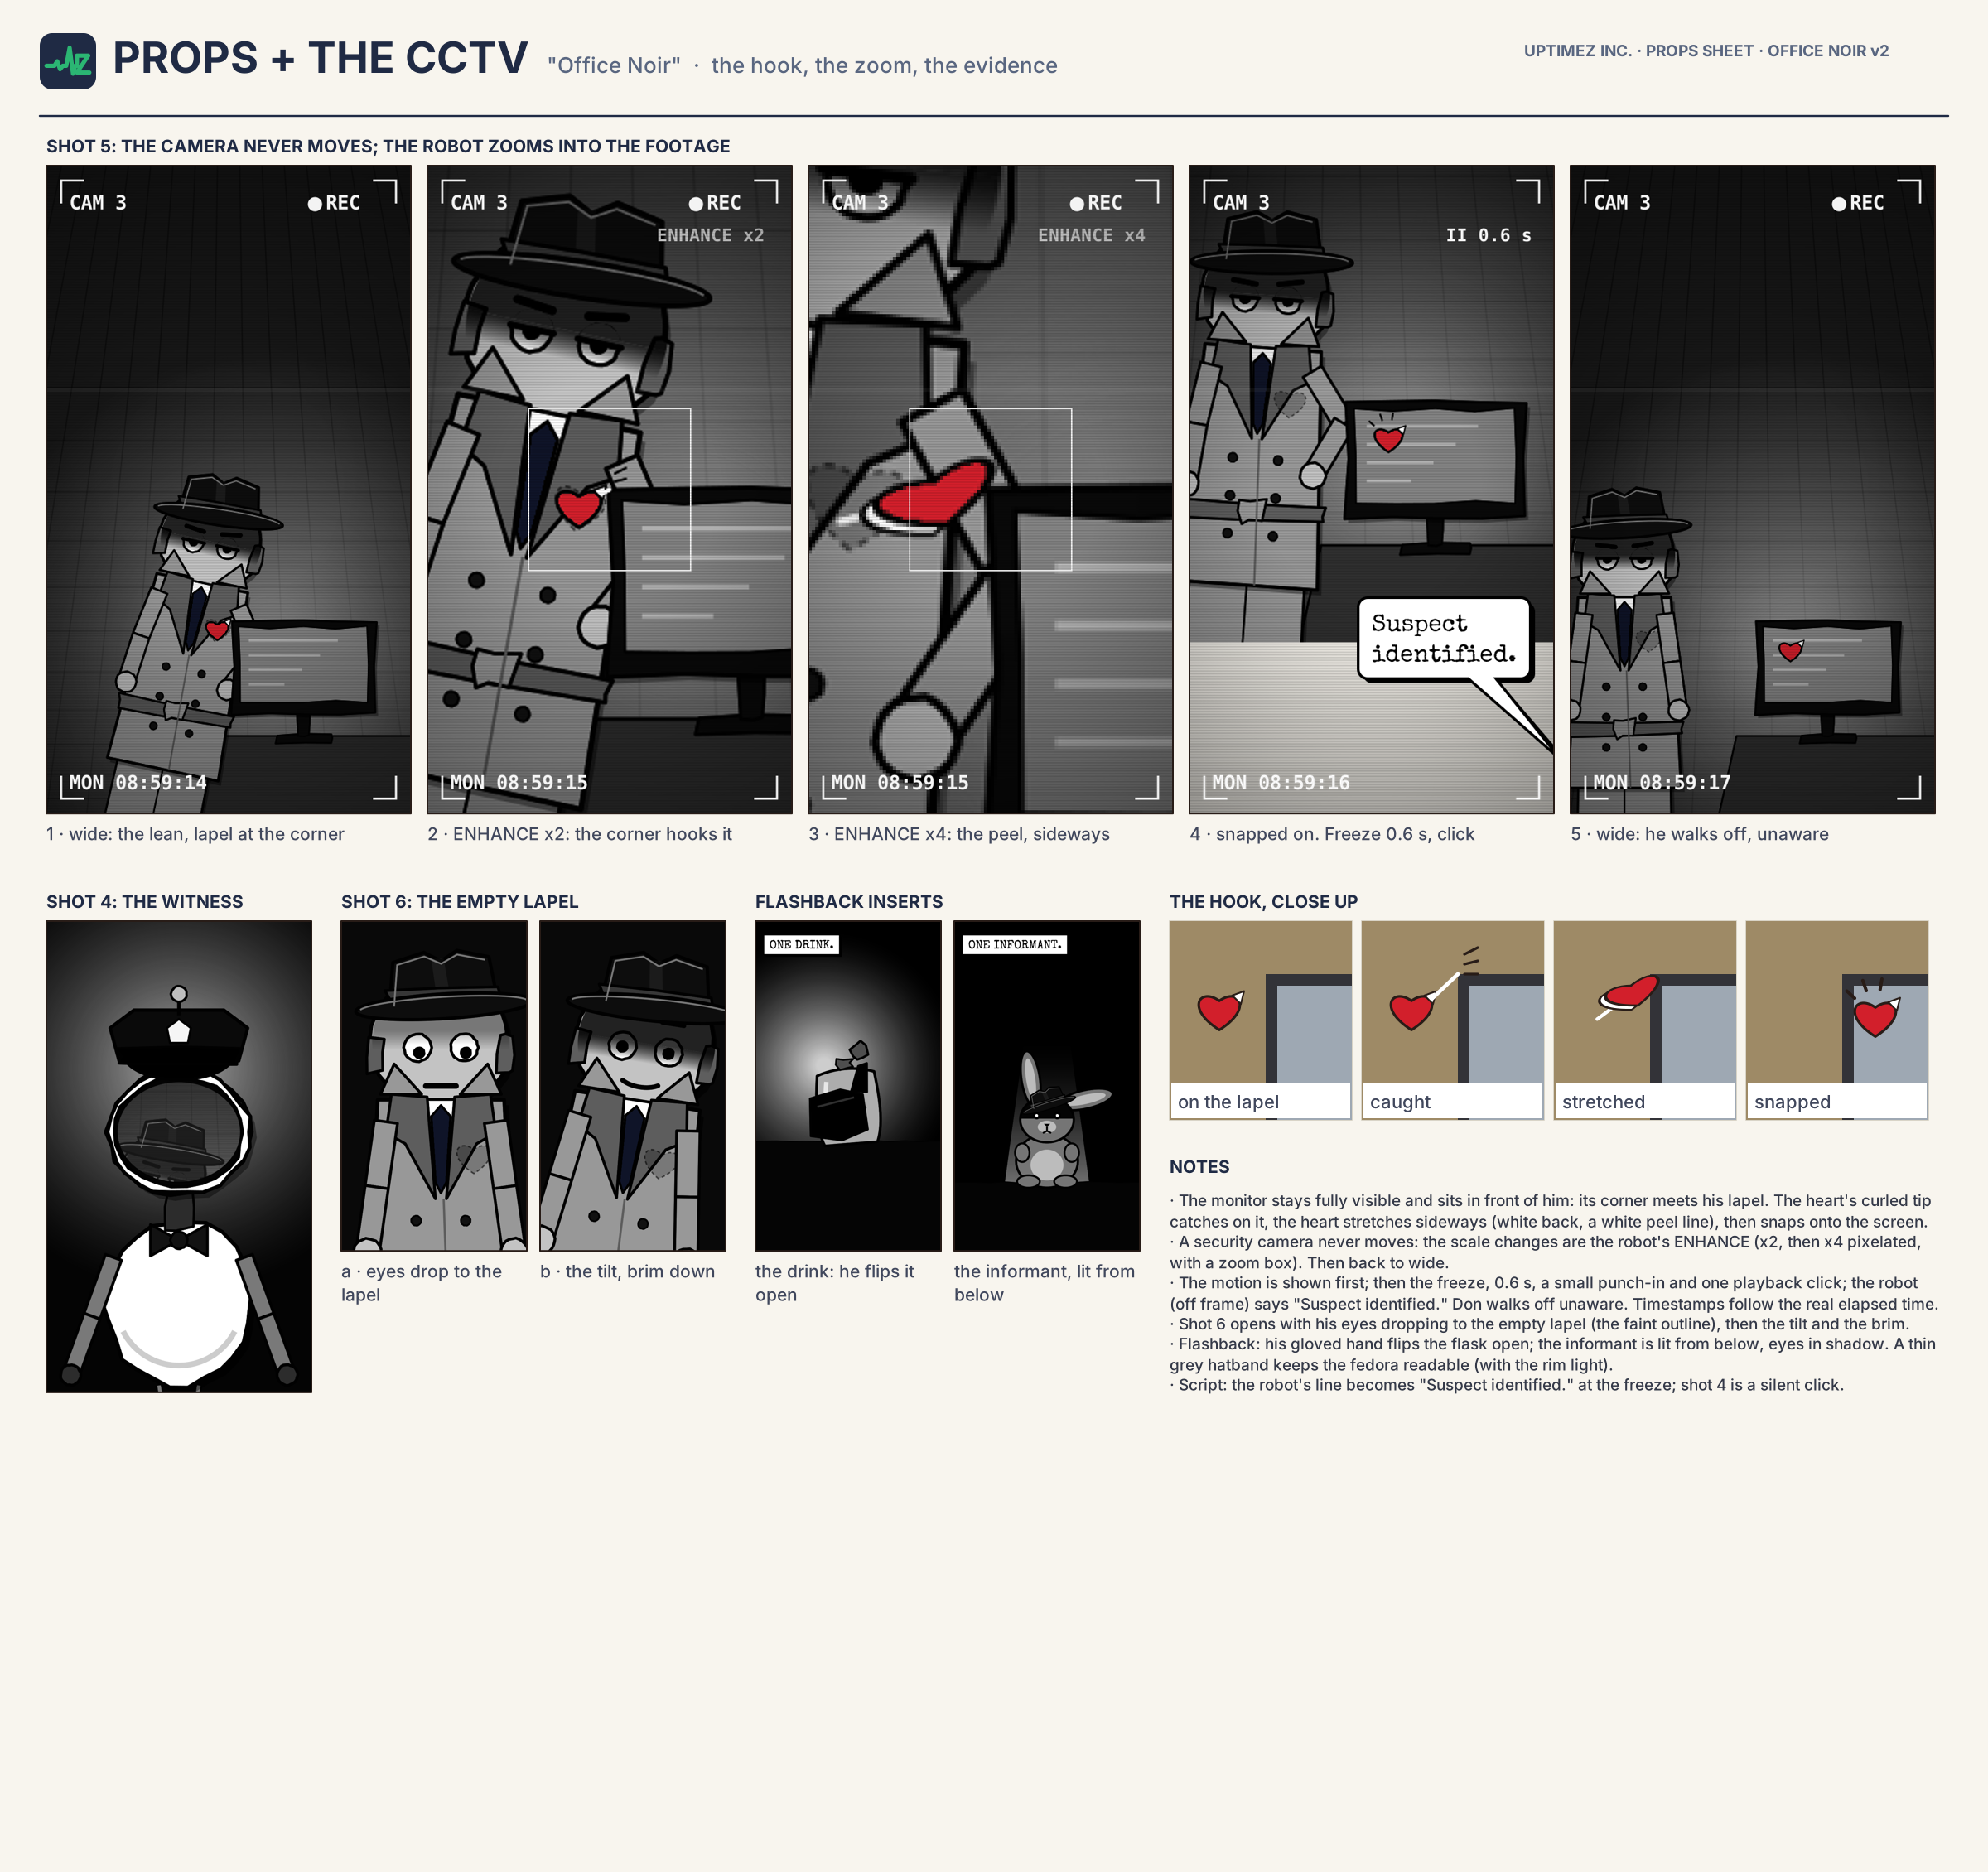 PROPS + THE CCTV
"Office Noir" · the hook, the zoom, the evidence
UPTIMEZ INC. · PROPS SHEET · OFFICE NOIR v2
SHOT 5: THE CAMERA NEVER MOVES; THE ROBOT ZOOMS INTO THE FOOTAGE
CAM 3
REC
MON 08:59:14
1 · wide: the lean, lapel at the corner
CAM 3
REC
ENHANCE x2
MON 08:59:15
2 · ENHANCE x2: the corner hooks it
CAM 3
REC
ENHANCE x4
MON 08:59:15
3 · ENHANCE x4: the peel, sideways
CAM 3
II 0.6 s
Suspect
identified.
MON 08:59:16
4 · snapped on. Freeze 0.6 s, click
CAM 3
REC
MON 08:59:17
5 · wide: he walks off, unaware
SHOT 4: THE WITNESS
SHOT 6: THE EMPTY LAPEL
a · eyes drop to the
lapel
b · the tilt, brim down
FLASHBACK INSERTS
ONE DRINK.
the drink: he flips it
open
ONE INFORMANT.
the informant, lit from
below
THE HOOK, CLOSE UP
on the lapel
caught
stretched
snapped
NOTES
· The monitor stays fully visible and sits in front of him: its corner meets his lapel. The heart's curled tip
catches on it, the heart stretches sideways (white back, a white peel line), then snaps onto the screen.
· A security camera never moves: the scale changes are the robot's ENHANCE (x2, then x4 pixelated,
with a zoom box). Then back to wide.
· The motion is shown first; then the freeze, 0.6 s, a small punch-in and one playback click; the robot
(off frame) says "Suspect identified." Don walks off unaware. Timestamps follow the real elapsed time.
· Shot 6 opens with his eyes dropping to the empty lapel (the faint outline), then the tilt and the brim.
· Flashback: his gloved hand flips the flask open; the informant is lit from below, eyes in shadow. A thin
grey hatband keeps the fedora readable (with the rim light).
· Script: the robot's line becomes "Suspect identified." at the freeze; shot 4 is a silent click.